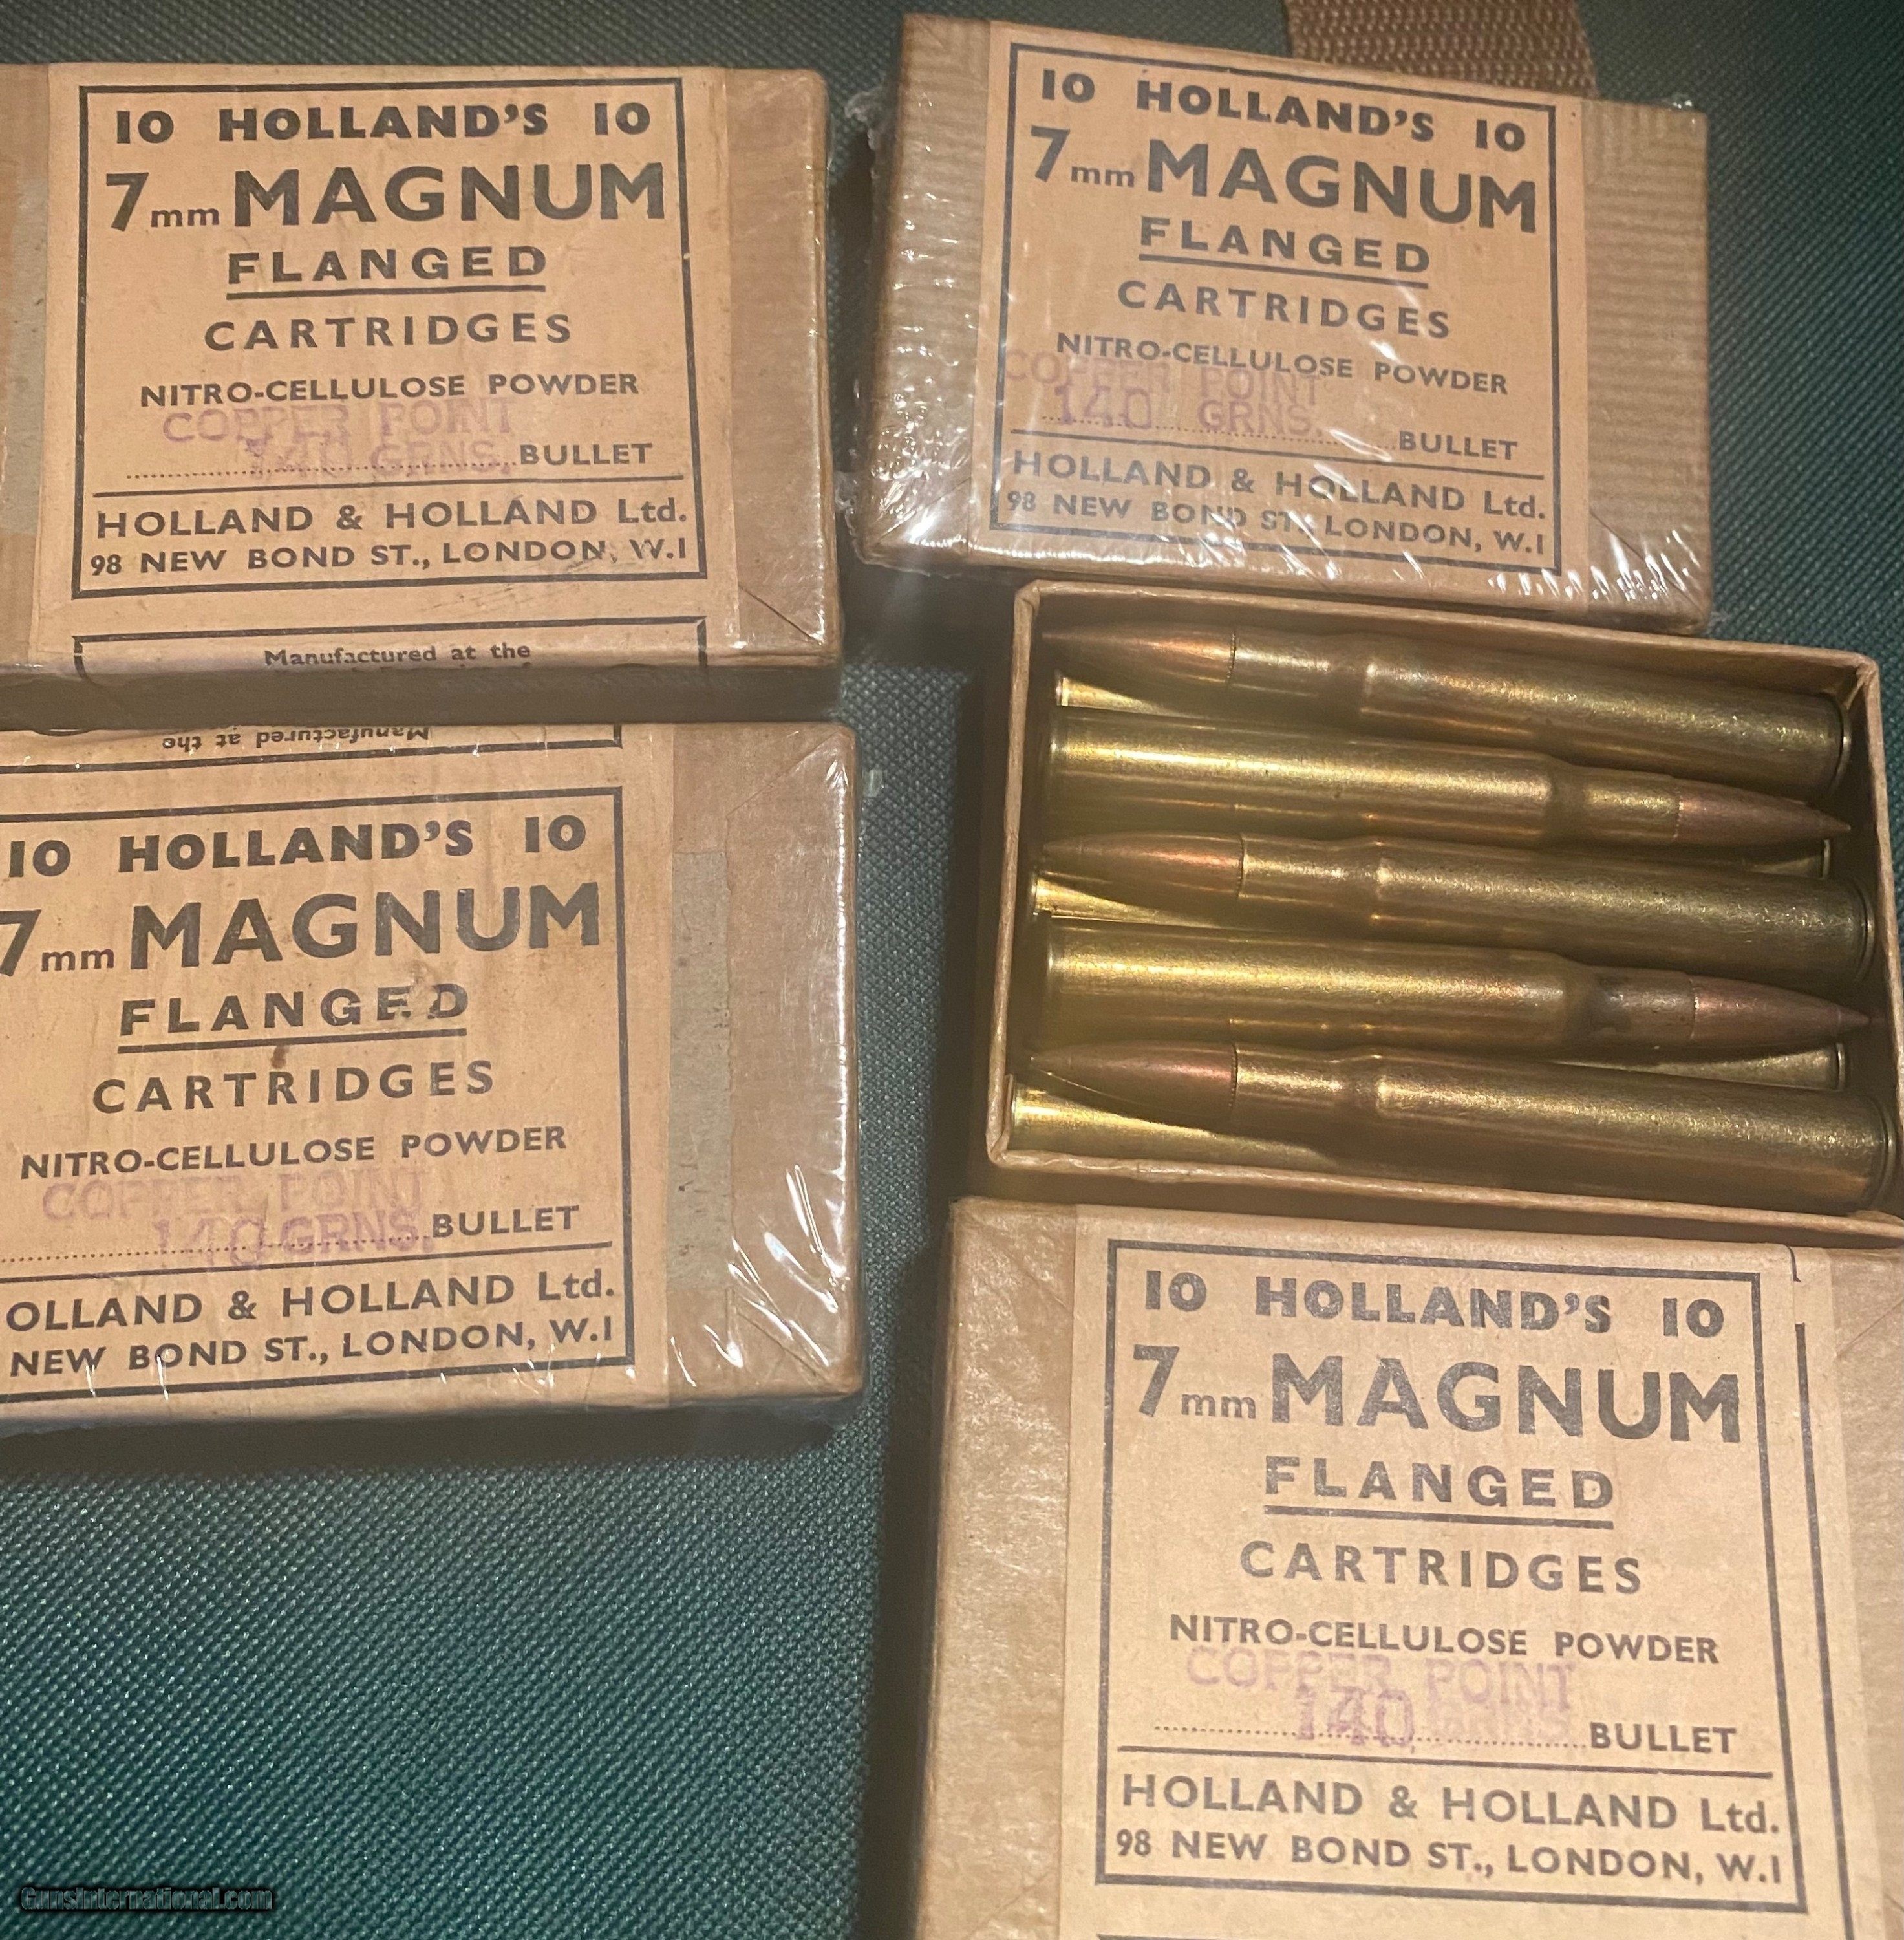 10 HOLLAND'S 10
7mm MAGNUM
FLANGED
CARTRIDGES
NITRO-CELLULOSE POWDER
COPPER POINT
140 GRNS. BULLET
HOLLAND & HOLLAND Ltd.
98 NEW BOND ST., LONDON, W.1
Manufactured at the
10 HOLLAND'S 10
7mm MAGNUM
FLANGED
CARTRIDGES
NITRO-CELLULOSE POWDER
COPPER POINT
140 GRNS. BULLET
HOLLAND & HOLLAND Ltd.
98 NEW BOND ST., LONDON, W.1
Manufactured at the
10 HOLLAND'S 10
7mm MAGNUM
FLANGED
CARTRIDGES
NITRO-CELLULOSE POWDER
COPPER POINT
140 GRNS. BULLET
OLLAND & HOLLAND Ltd.
NEW BOND ST., LONDON, W.1
10 HOLLAND'S 10
7mm MAGNUM
FLANGED
CARTRIDGES
NITRO-CELLULOSE POWDER
COPPER POINT
140 GRNS BULLET
HOLLAND & HOLLAND Ltd.
98 NEW BOND ST., LONDON, W.1
GunsInternational.com